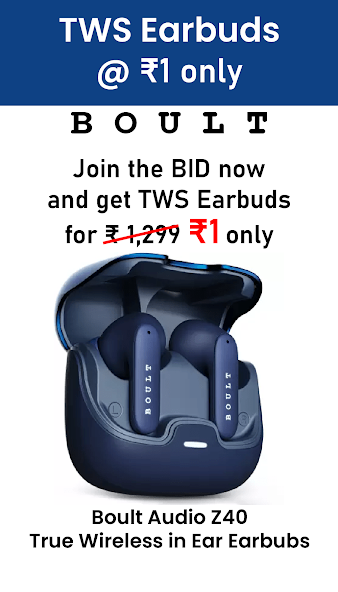 TWS Earbuds
@ ₹1 only
BOULT
Join the BID now
and get TWS Earbuds
for ₹ 1,299 ₹1 only
BOULT
BOULT
L
Boult Audio Z40
True Wireless in Ear Earbubs